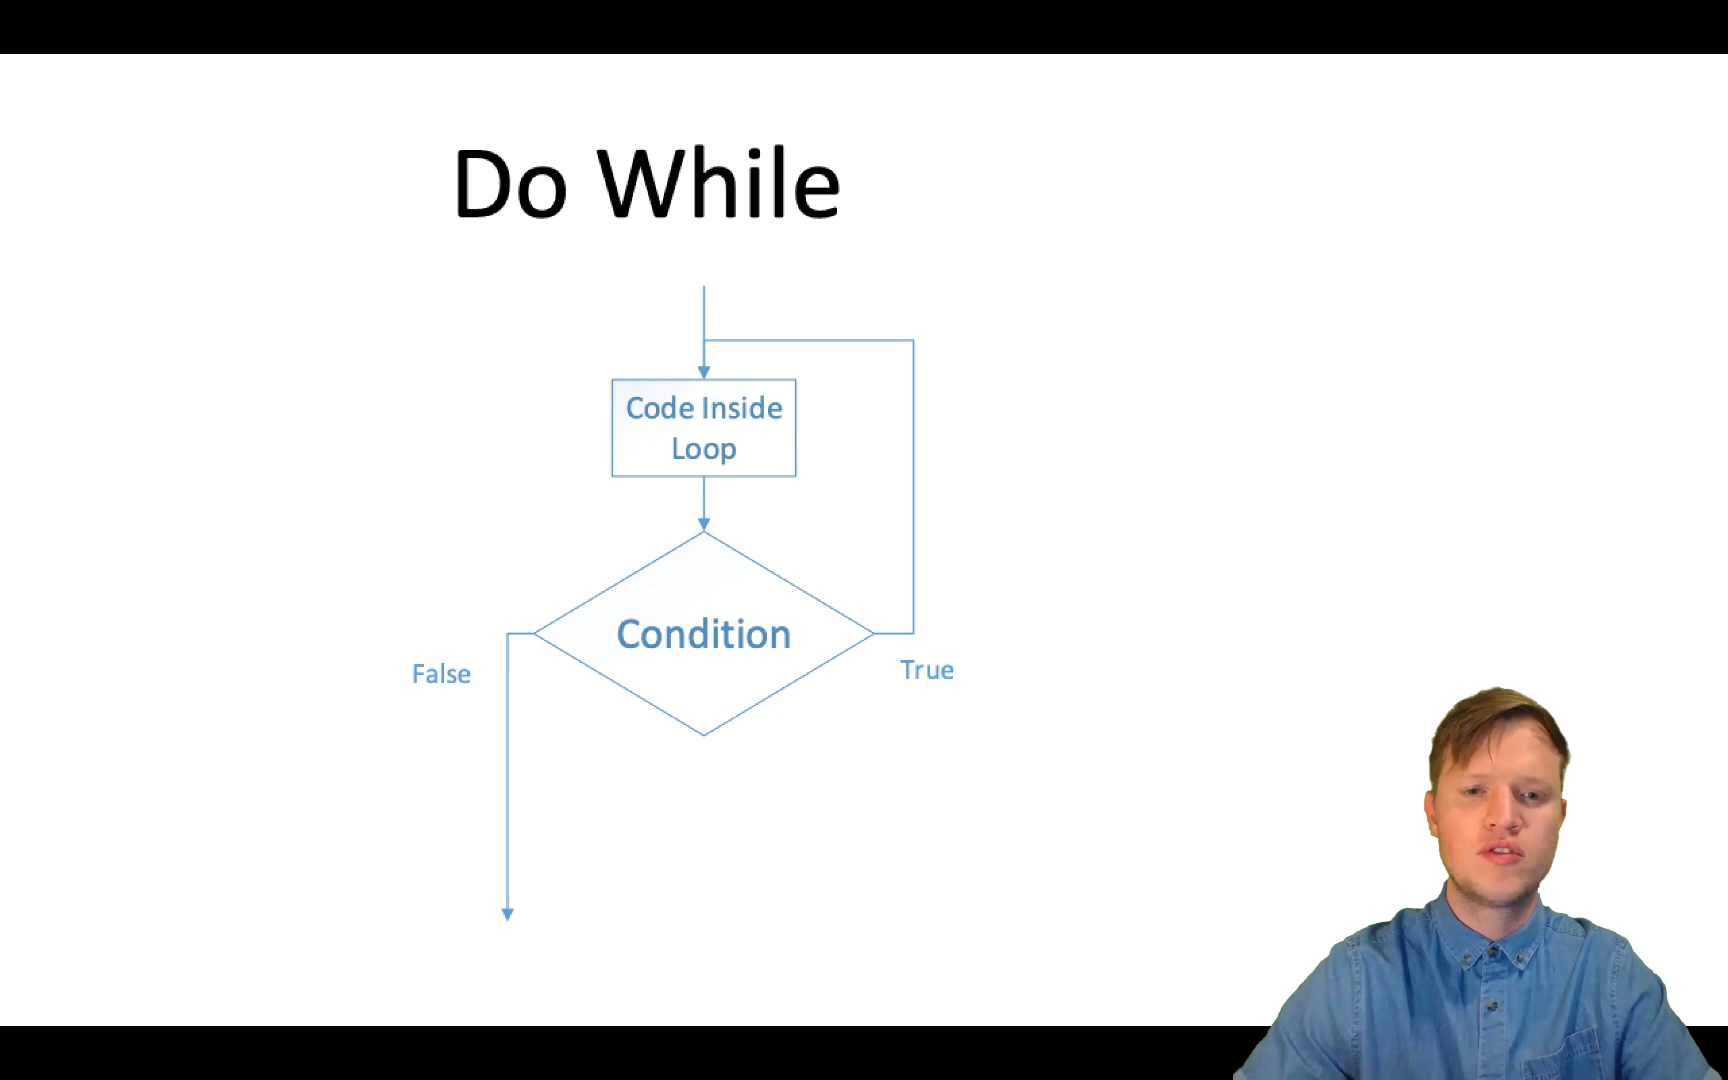 Do While
Code Inside
Loop
Condition
False
True